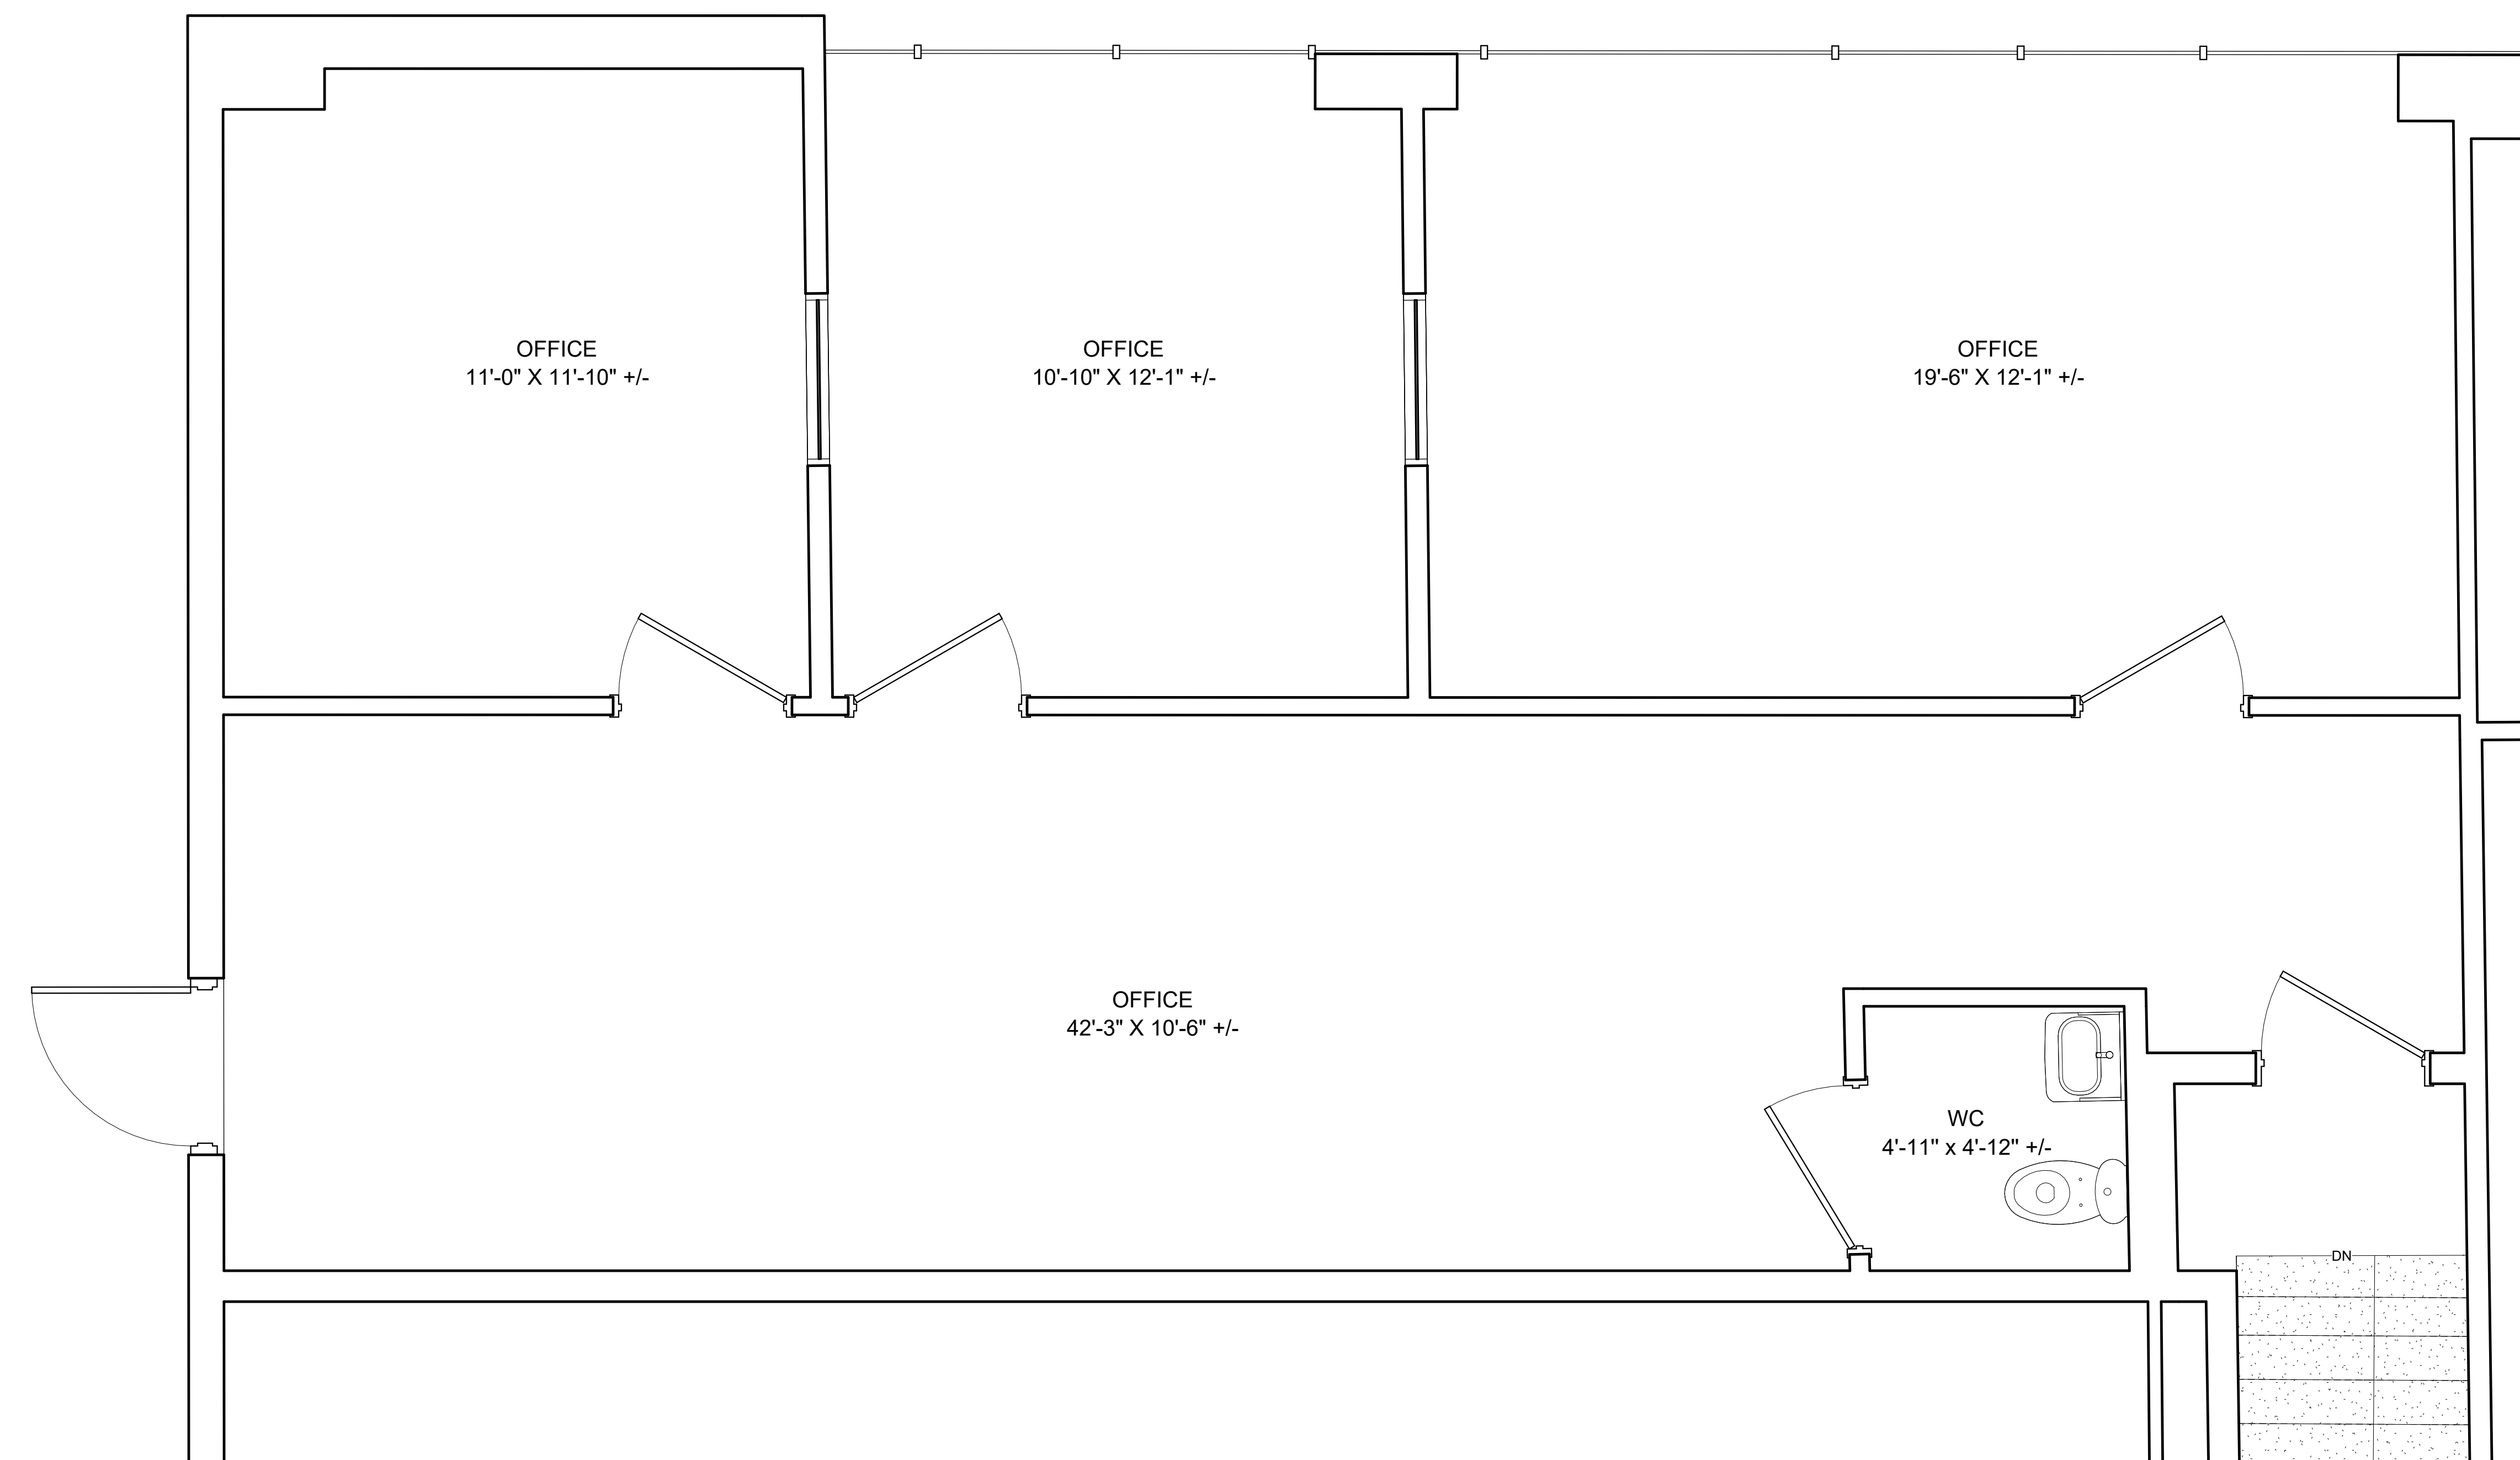 OFFICE
11'-0" X 11'-10" +/-
OFFICE
10'-10" X 12'-1" +/-
OFFICE
19'-6" X 12'-1" +/-
OFFICE
42'-3" X 10'-6" +/-
WC
4'-11" x 4'-12" +/-
DN